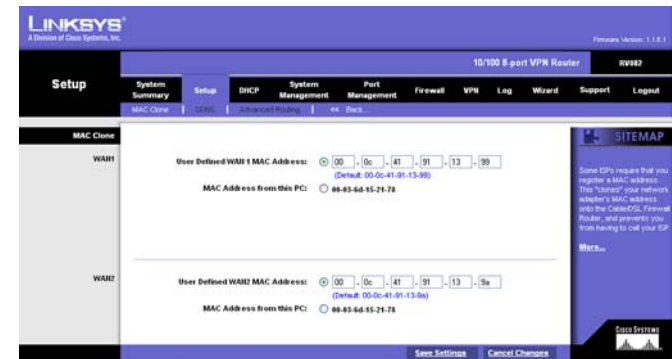 LINKSYS®
A Division of Cisco Systems, Inc.
Firmware Version: 1.1.8.1
10/100 8-port VPN Router
RV082
Setup
System Summary
Setup
DHCP
System Management
Port Management
Firewall
VPN
Log
Wizard
Support
Logout
MAC Clone | DDNS | Advanced Routing | << Back
MAC Clone
SITEMAP
WAN1
User Defined WAN 1 MAC Address: 00 - 0c - 41 - 91 - 13 - 99
(Default: 00-0c-41-91-13-99)
MAC Address from this PC: 00-03-6d-15-21-78
Some ISPs require that you
register a MAC address.
This "clones" your network
adapter's MAC address
onto the Cable/DSL Firewall
Router, and prevents you
from having to call your ISP
More...
WAN2
User Defined WAN2 MAC Address: 00 - 0c - 41 - 91 - 13 - 9a
(Default: 00-0c-41-91-13-9a)
MAC Address from this PC: 00-03-6d-15-21-78
Save Settings
Cancel Changes
CISCO SYSTEMS